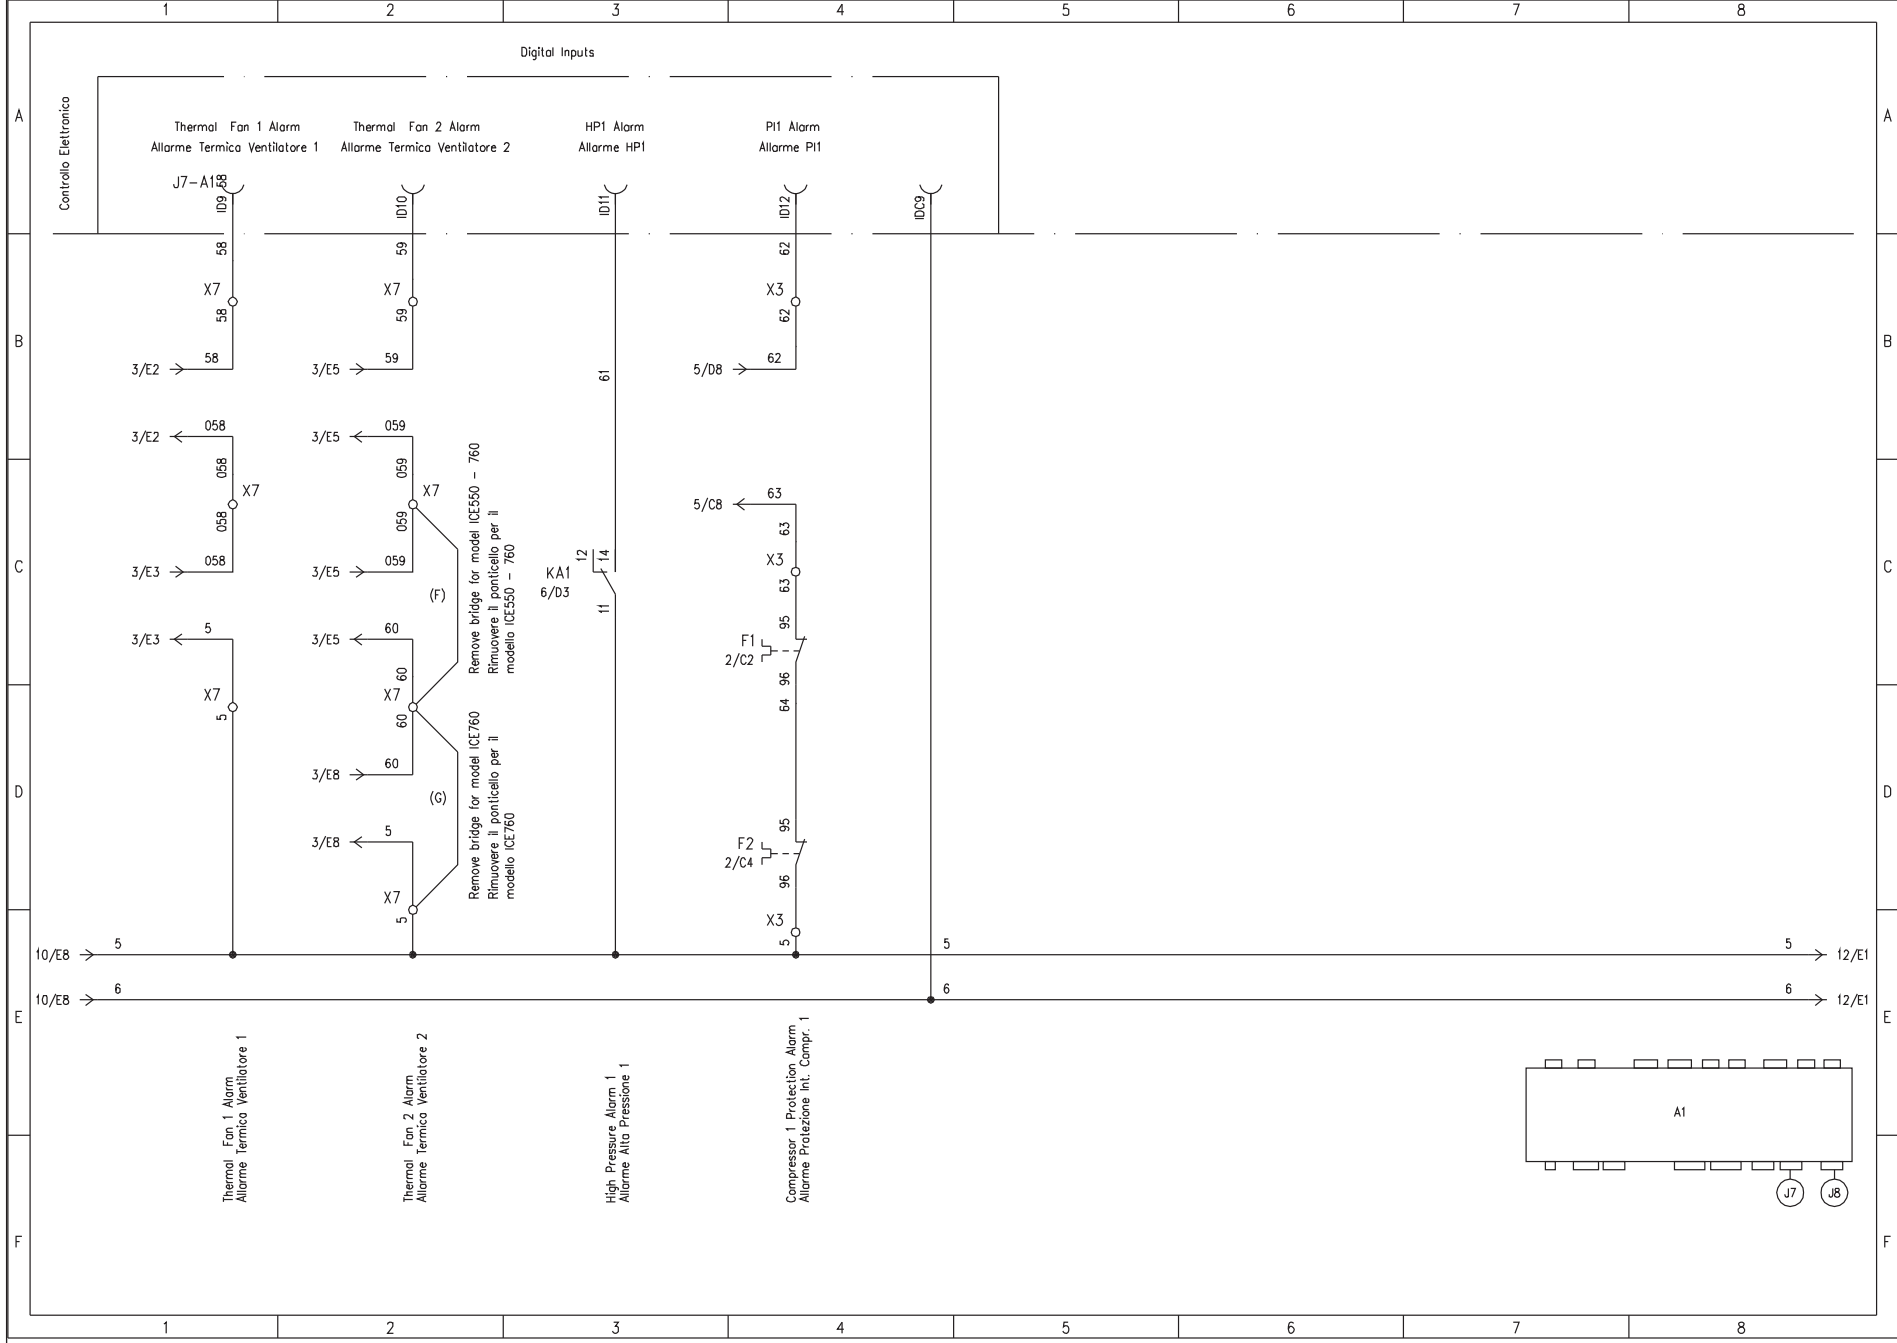 1 2 3 4 5 6 7 8
Digital Inputs
A A
Controllo Elettronico
Thermal Fan 1 Alarm
Allarme Termica Ventilatore 1
Thermal Fan 2 Alarm
Allarme Termica Ventilatore 2
HP1 Alarm
Allarme HP1
PI1 Alarm
Allarme PI1
J7-A1
58
ID9
ID10
ID11
ID12
IDC9
58 59 62
X7 X7 X3
58 59 62
B B
3/E2 58
3/E5 59
61
5/D8 62
3/E2 058
3/E5 059
058 X7
058
059 X7
059
5/C8 63
63
X3
63
C C
3/E3 058
3/E5 059
(F)
Remove bridge for model ICE550 - 760
Rimuovere il ponticello per il
modello ICE550 - 760
12
14
KA1
6/D3
11
3/E3 5
3/E5 60
60
95
F1
2/C2
96
64
X7
5
X7
60
D D
3/E8 60
(G)
Remove bridge for model ICE760
Rimuovere il ponticello per il
modello ICE760
3/E8 5
95
F2
2/C4
96
X7
5
X3
5
10/E8 5 5 5 12/E1
10/E8 6 6 6 12/E1
E E
Thermal Fan 1 Alarm
Allarme Termica Ventilatore 1
Thermal Fan 2 Alarm
Allarme Termica Ventilatore 2
High Pressure Alarm 1
Allarme Alta Pressione 1
Compressor 1 Protection Alarm
Allarme Protezione Int. Compr. 1
A1
J7 J8
F F
1 2 3 4 5 6 7 8